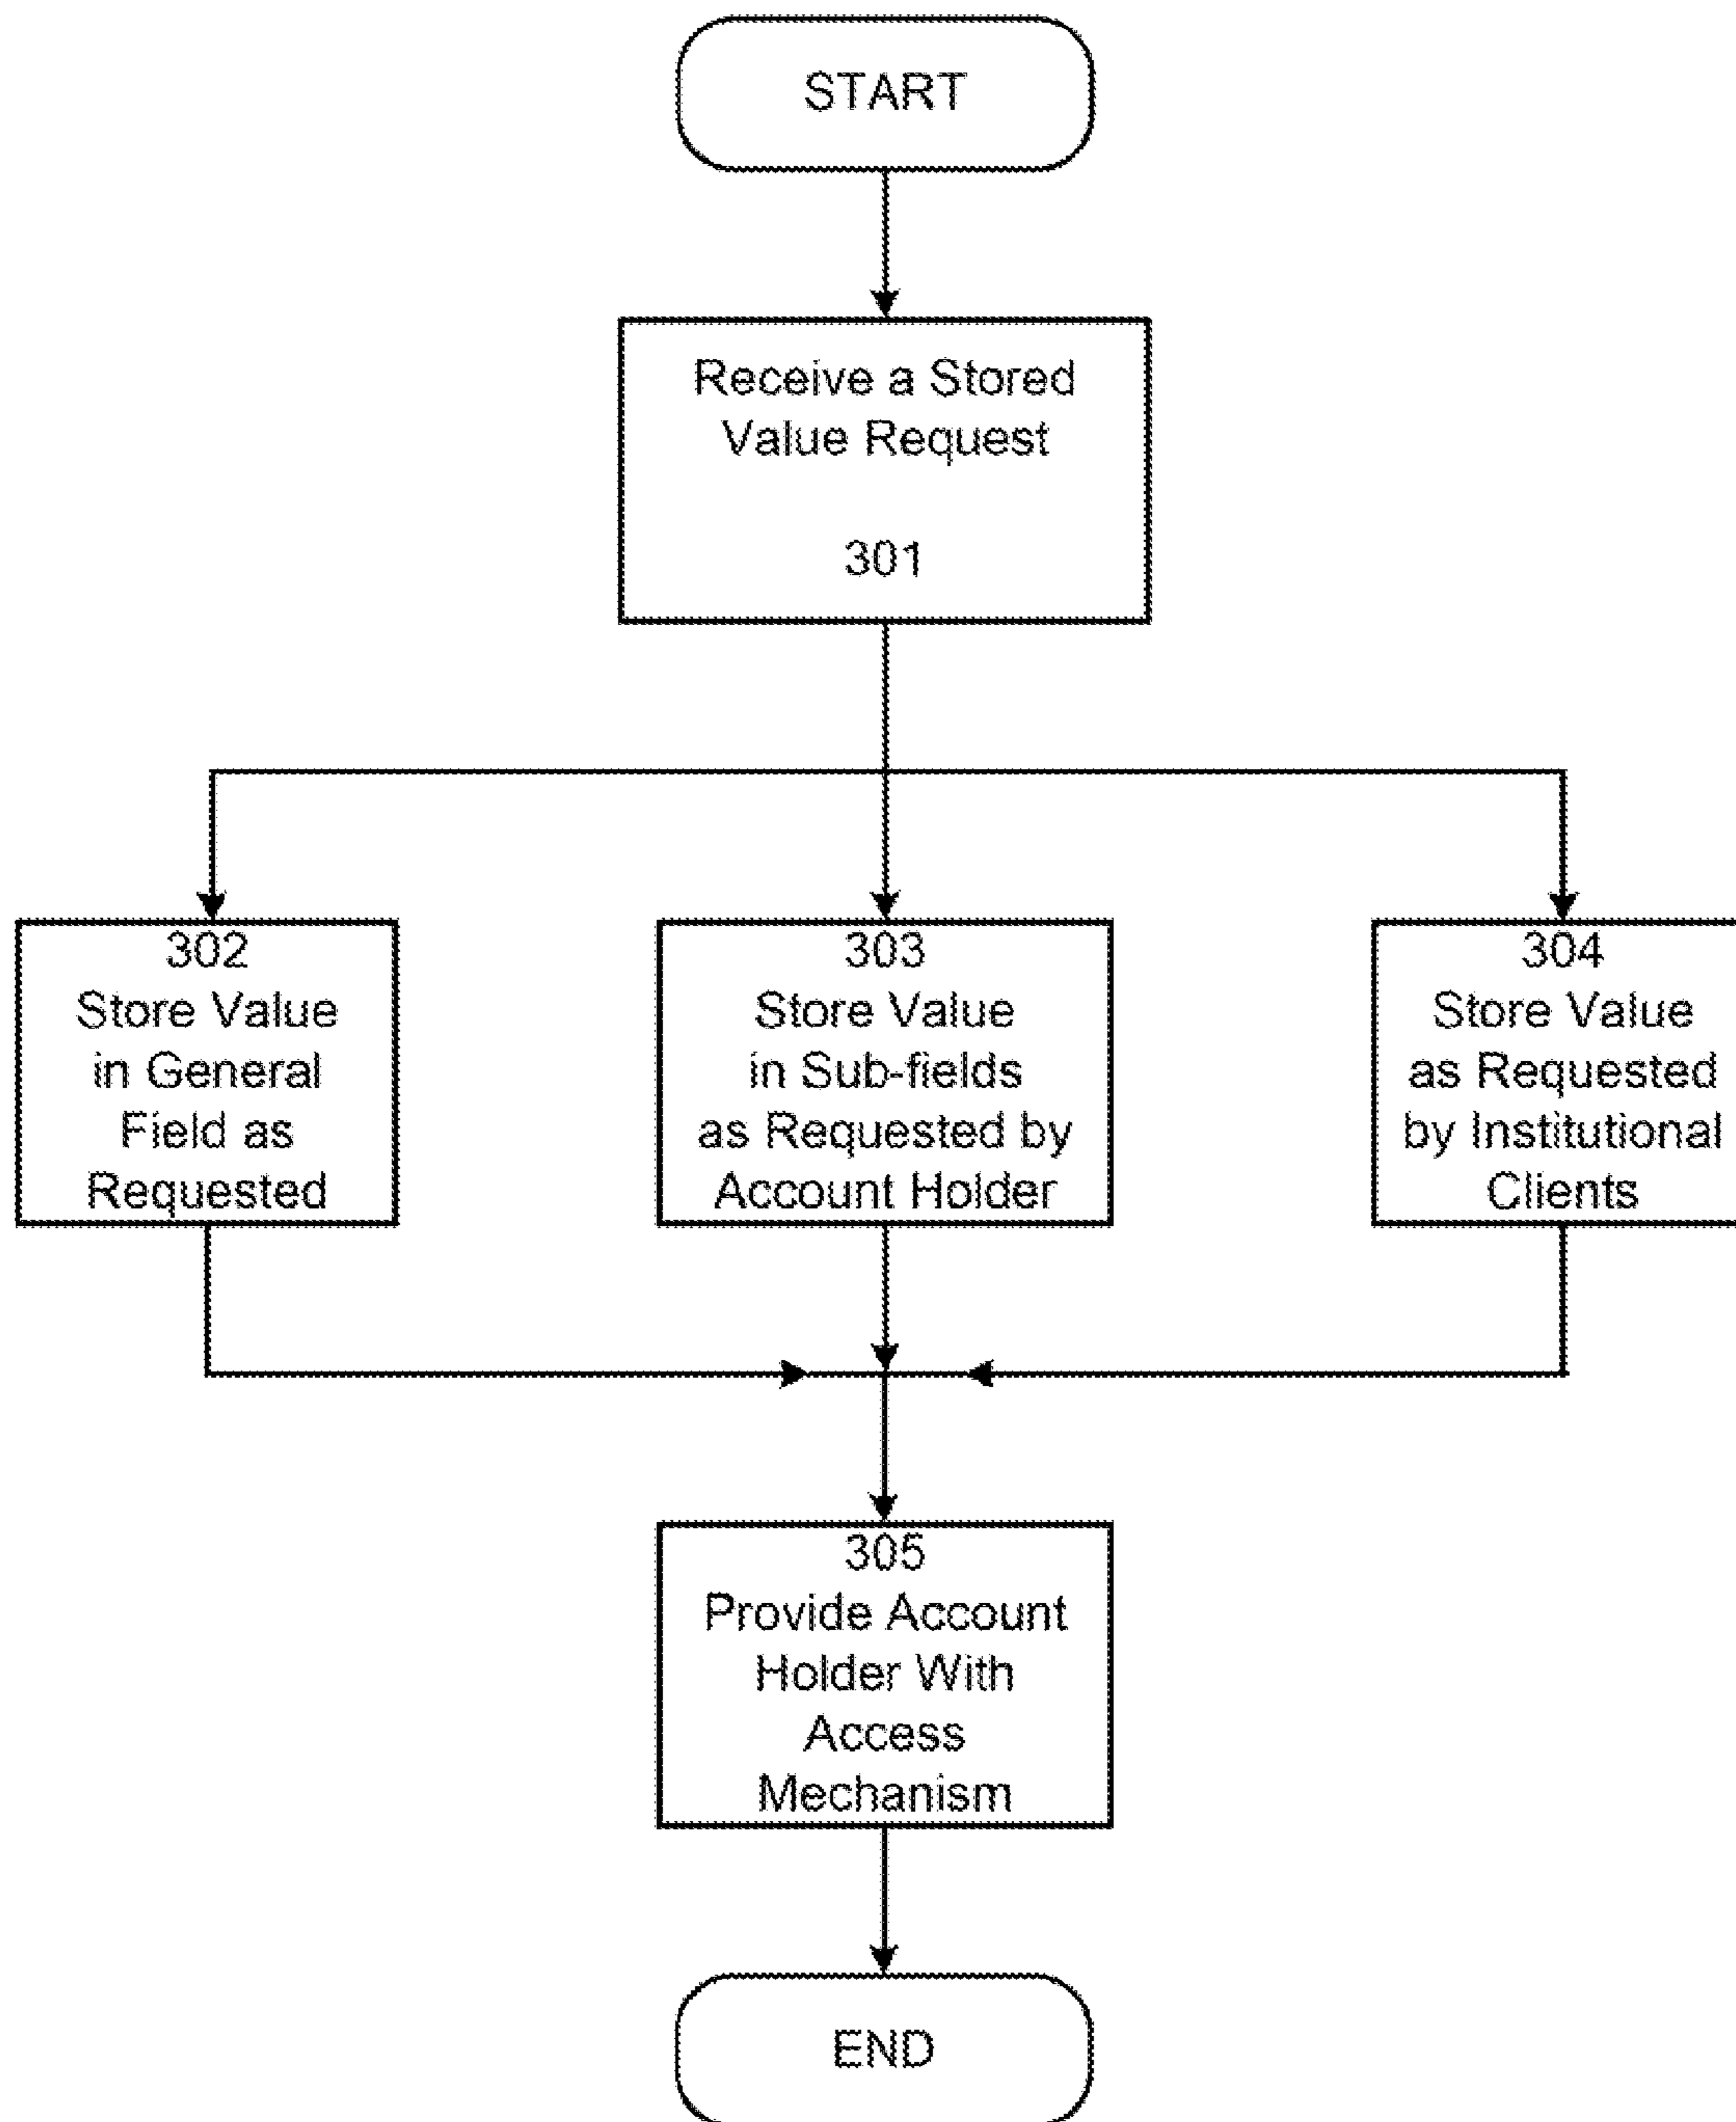 START
Receive a Stored
Value Request
301
302
Store Value
in General
Field as
Requested
303
Store Value
in Sub-fields
as Requested by
Account Holder
304
Store Value
as Requested
by Institutional
Clients
305
Provide Account
Holder With
Access
Mechanism
END